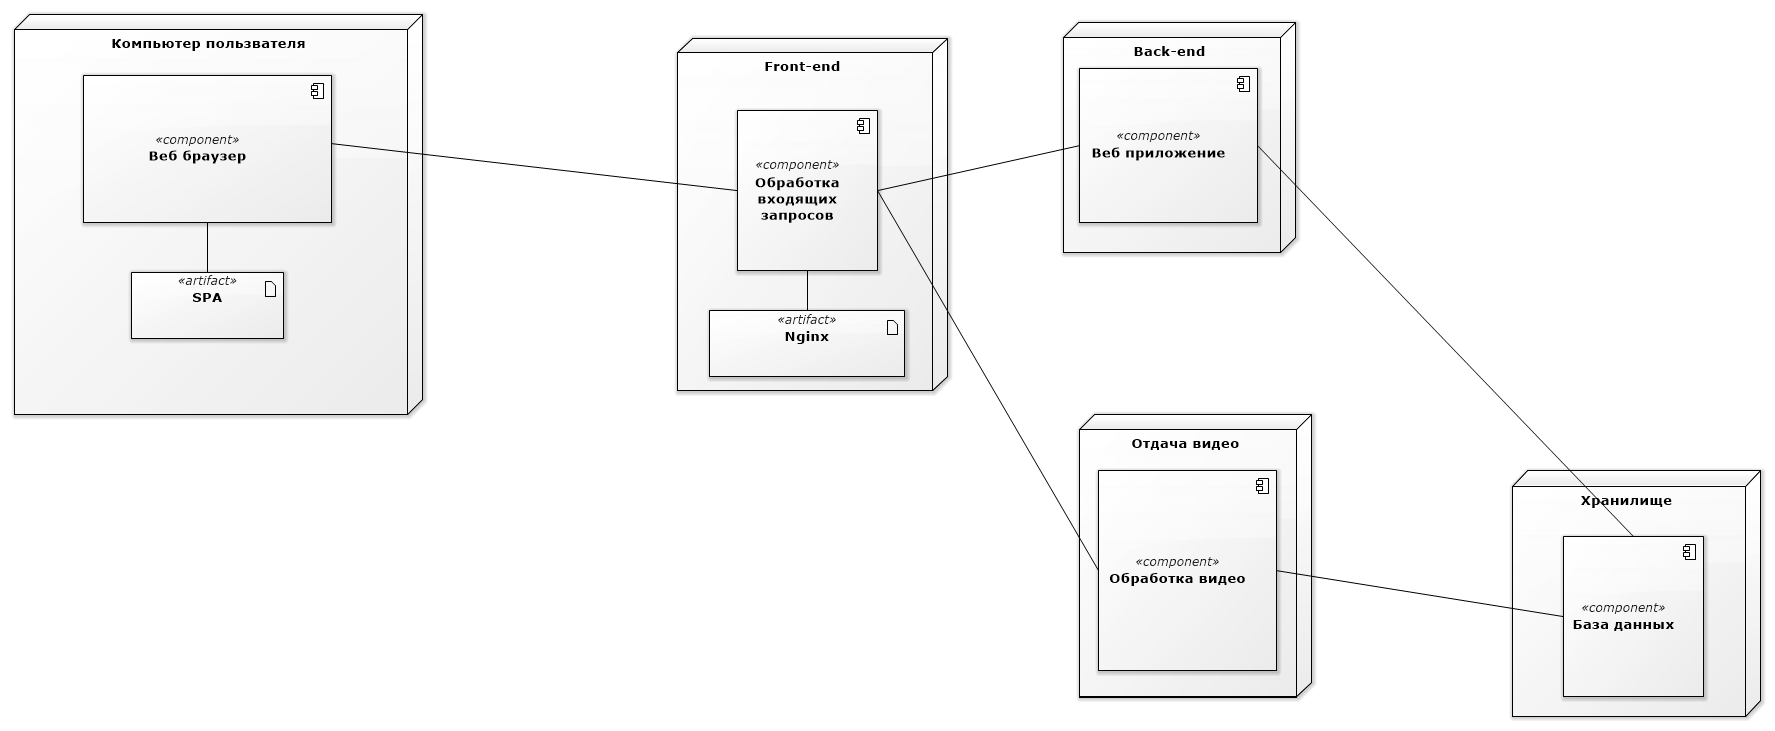 Компьютер пользвателя
«component»
Веб браузер
«artifact»
SPA
Front-end
«component»
Обработка
входящих
запросов
«artifact»
Nginx
Back-end
«component»
Веб приложение
Отдача видео
«component»
Обработка видео
Хранилище
«component»
База данных